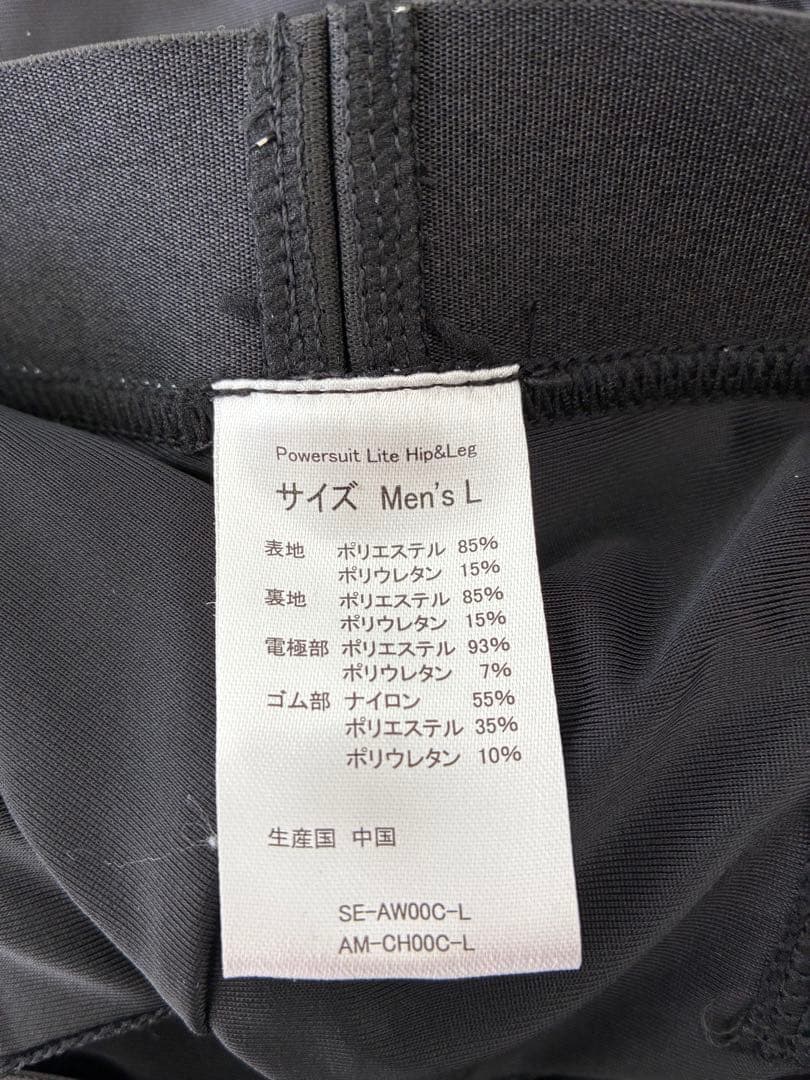 Powersuit Lite Hip&Leg
サイズ Men's L
表地 ポリエステル 85%
ポリウレタン 15%
裏地 ポリエステル 85%
ポリウレタン 15%
電極部 ポリエステル 93%
ポリウレタン 7%
ゴム部 ナイロン 55%
ポリエステル 35%
ポリウレタン 10%
生産国 中国
SE-AW00C-L
AM-CH00C-L